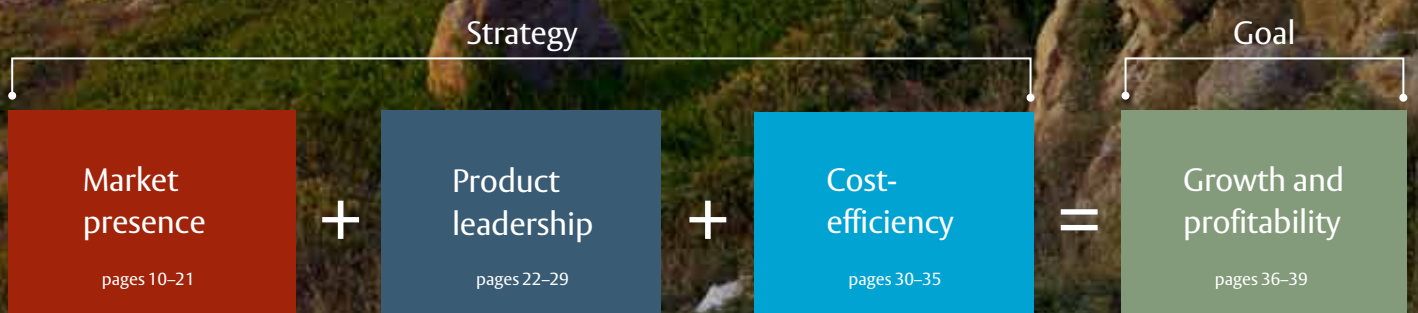 Strategy
Goal
Market
presence
pages 10–21
+
Product
leadership
pages 22–29
+
Cost-
efficiency
pages 30–35
=
Growth and
profitability
pages 36–39